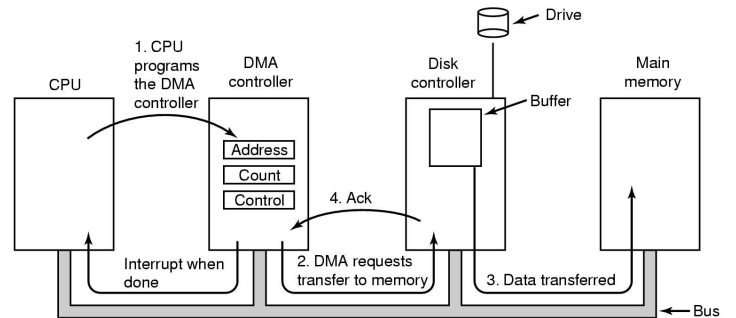 Drive
1. CPU
programs
the DMA
controller
CPU
DMA
controller
Disk
controller
Main
memory
Buffer
Address
Count
Control
4. Ack
Interrupt when
done
2. DMA requests
transfer to memory
3. Data transferred
Bus